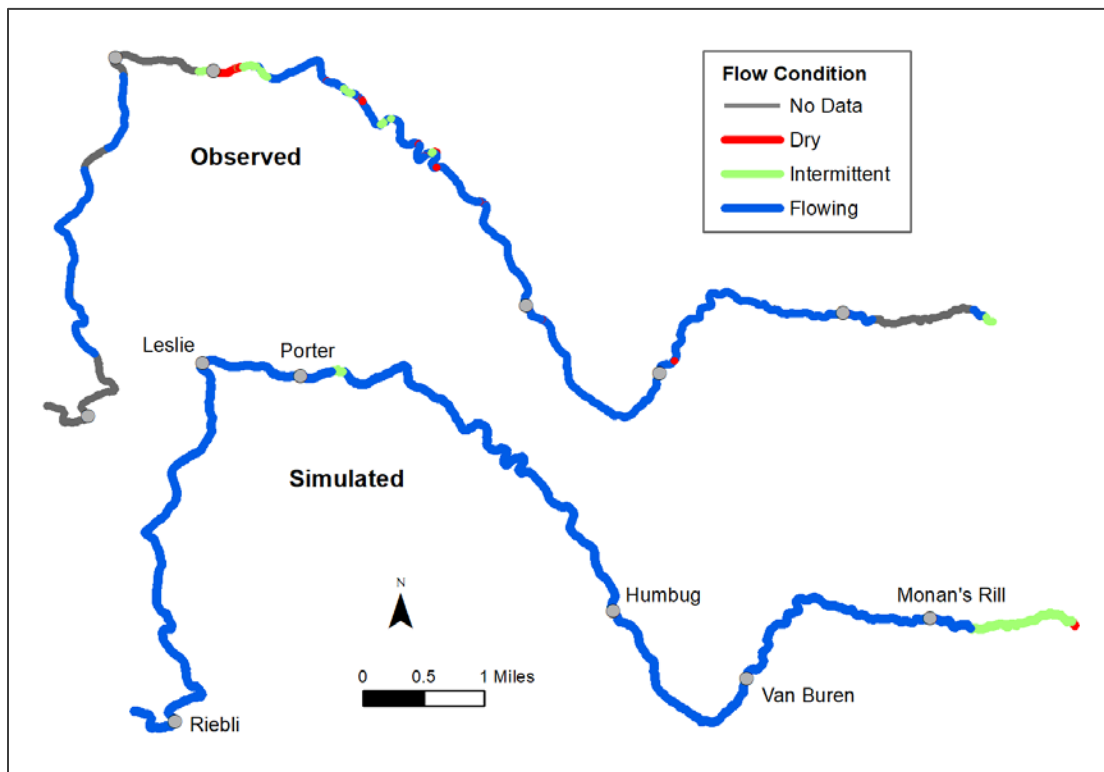 Flow Condition
No Data
Dry
Intermittent
Flowing
Observed
Leslie
Porter
Simulated
N
Humbug
Monan's Rill
0 0.5 1 Miles
Van Buren
Riebli